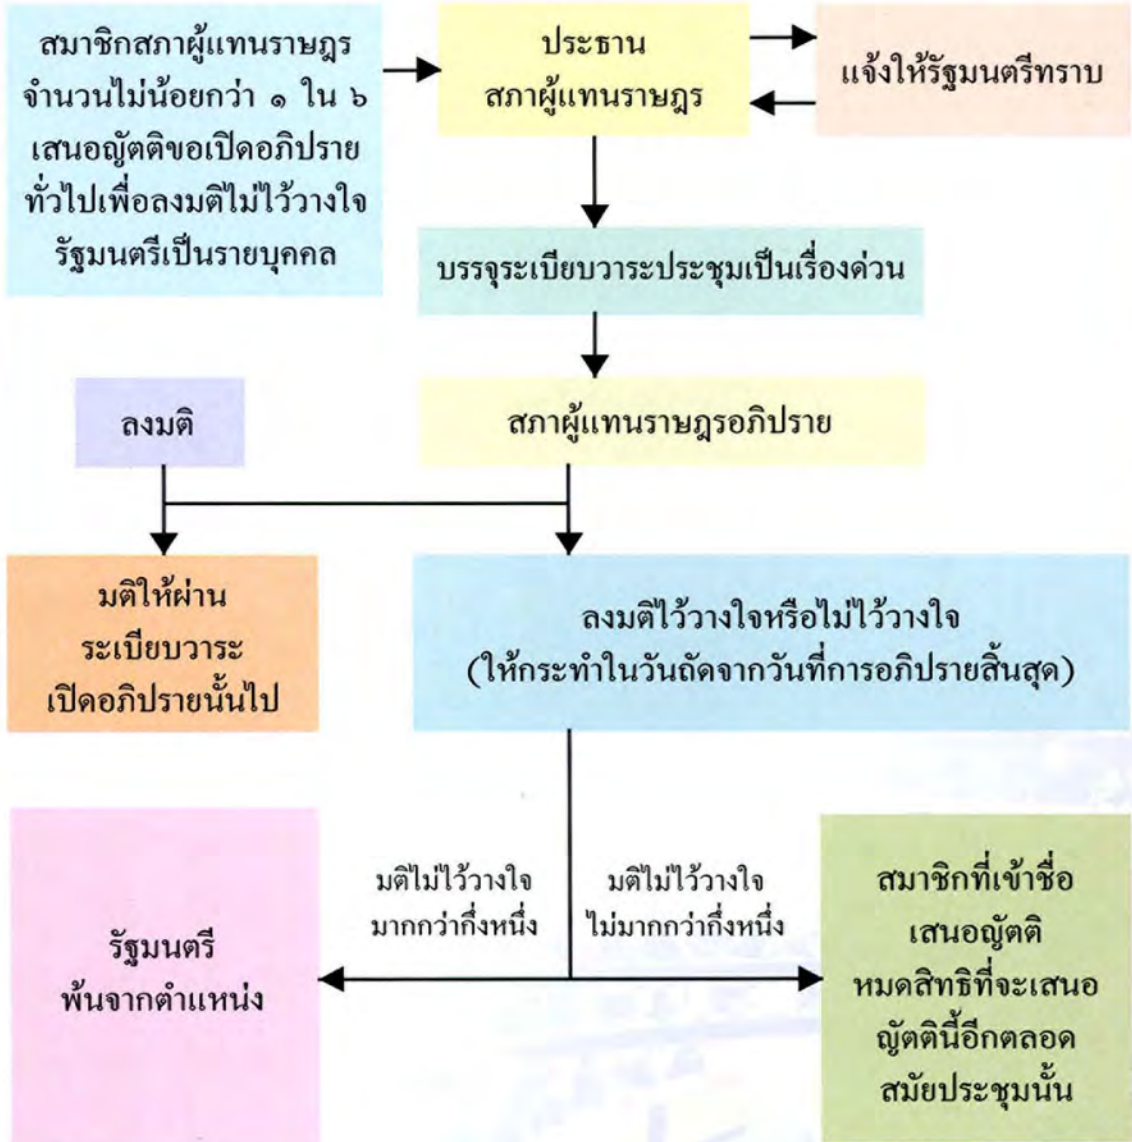 สมาชิกสภาผู้แทนราษฎร
จำนวนไม่น้อยกว่า ๑ ใน ๖
เสนอญัตติขอเปิดอภิปราย
ทั่วไปเพื่อลงมติไม่ไว้วางใจ
รัฐมนตรีเป็นรายบุคคล
ประธาน
สภาผู้แทนราษฎร
แจ้งให้รัฐมนตรีทราบ
บรรจุระเบียบวาระประชุมเป็นเรื่องด่วน
ลงมติ
สภาผู้แทนราษฎรอภิปราย
มติให้ผ่าน
ระเบียบวาระ
เปิดอภิปรายนั้นไป
ลงมติไว้วางใจหรือไม่ไว้วางใจ
(ให้กระทำในวันถัดจากวันที่การอภิปรายสิ้นสุด)
รัฐมนตรี
พ้นจากตำแหน่ง
มติไม่ไว้วางใจ
มากกว่ากึ่งหนึ่ง
มติไม่ไว้วางใจ
ไม่มากกว่ากึ่งหนึ่ง
สมาชิกที่เข้าชื่อ
เสนอญัตติ
หมดสิทธิที่จะเสนอ
ญัตตินี้อีกตลอด
สมัยประชุมนั้น